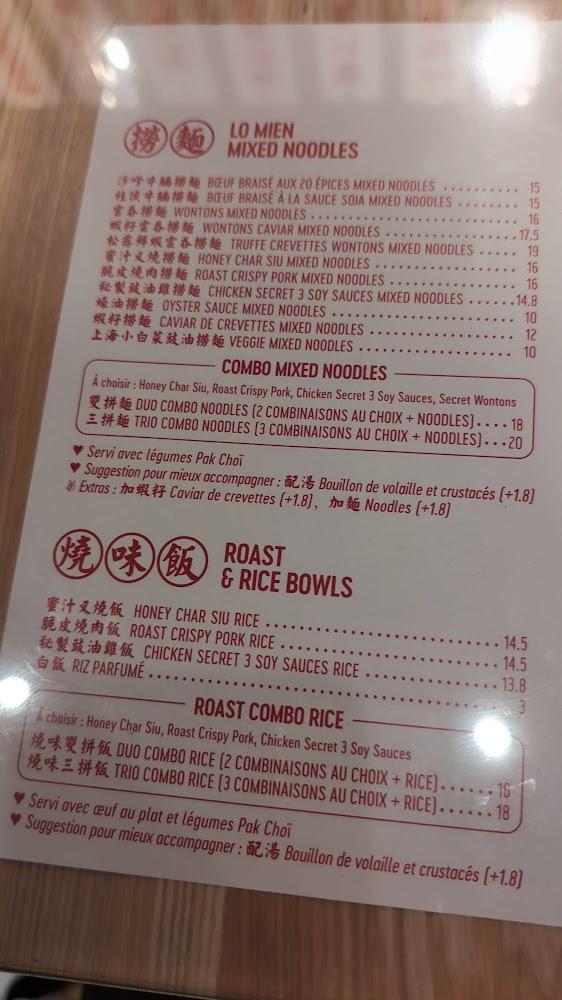 撈麵 LO MIEN
MIXED NOODLES
沙嗲牛腩撈麵 BŒUF BRAISÉ AUX 20 ÉPICES MIXED NOODLES .......... 15
柱侯牛腩撈麵 BŒUF BRAISÉ À LA SAUCE SOJA MIXED NOODLES ........ 15
雲吞撈麵 WONTONS MIXED NOODLES ........ 16
蝦籽雲吞撈麵 WONTONS CAVIAR MIXED NOODLES ........ 17.5
松露鮮蝦雲吞撈麵 TRUFFE CREVETTES WONTONS MIXED NOODLES ..... 19
蜜汁叉燒撈麵 HONEY CHAR SIU MIXED NOODLES ........ 16
脆皮燒肉撈麵 ROAST CRISPY PORK MIXED NOODLES ........ 16
秘製豉油雞撈麵 CHICKEN SECRET 3 SOY SAUCES MIXED NOODLES ........ 14.8
蠔油撈麵 OYSTER SAUCE MIXED NOODLES ........ 10
蝦籽撈麵 CAVIAR DE CREVETTES MIXED NOODLES ........ 12
上海小白菜豉油撈麵 VEGGIE MIXED NOODLES ........ 10
COMBO MIXED NOODLES
À choisir : Honey Char Siu, Roast Crispy Pork, Chicken Secret 3 Soy Sauces, Secret Wontons
雙拼麵 DUO COMBO NOODLES (2 COMBINAISONS AU CHOIX + NOODLES) .... 18
三拼麵 TRIO COMBO NOODLES (3 COMBINAISONS AU CHOIX + NOODLES) ... 20
♥ Servi avec légumes Pak Choï
♥ Suggestion pour mieux accompagner : 配湯 Bouillon de volaille et crustacés (+1.8)
Extras : 加蝦籽 Caviar de crevettes (+1.8), 加麵 Noodles (+1.8)
燒味飯 ROAST
& RICE BOWLS
蜜汁叉燒飯 HONEY CHAR SIU RICE ........ 14.5
脆皮燒肉飯 ROAST CRISPY PORK RICE ........ 14.5
秘製豉油雞飯 CHICKEN SECRET 3 SOY SAUCES RICE ........ 13.8
白飯 RIZ PARFUMÉ ........ 3
ROAST COMBO RICE
À choisir : Honey Char Siu, Roast Crispy Pork, Chicken Secret 3 Soy Sauces
燒味雙拼飯 DUO COMBO RICE (2 COMBINAISONS AU CHOIX + RICE) ........ 16
燒味三拼飯 TRIO COMBO RICE (3 COMBINAISONS AU CHOIX + RICE) ........ 18
♥ Servi avec œuf au plat et légumes Pak Choï
♥ Suggestion pour mieux accompagner : 配湯 Bouillon de volaille et crustacés (+1.8)